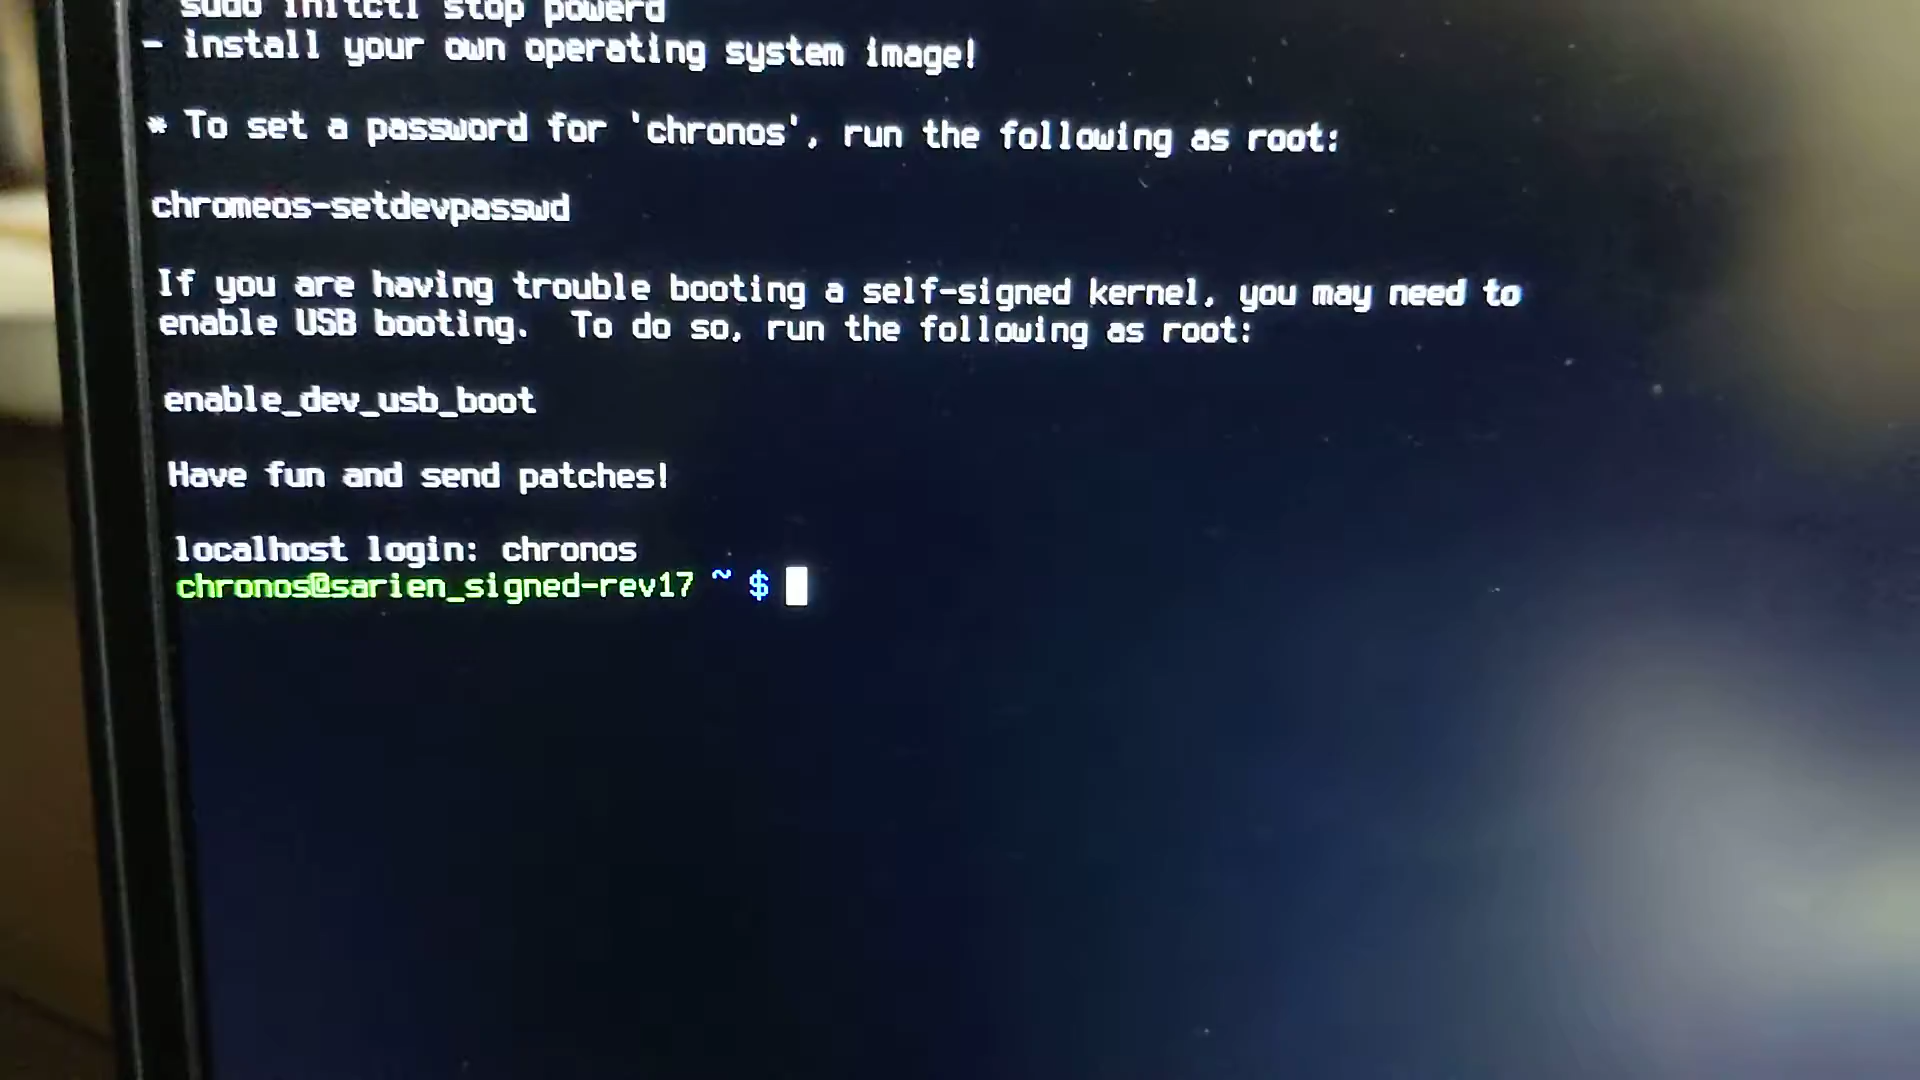 sudo initctl stop powerd
- install your own operating system image!
* To set a password for 'chronos', run the following as root:
chromeos-setdevpasswd
If you are having trouble booting a self-signed kernel, you may need to
enable USB booting.  To do so, run the following as root:
enable_dev_usb_boot
Have fun and send patches!
localhost login: chronos
chronos@sarien_signed-rev17 ~ $